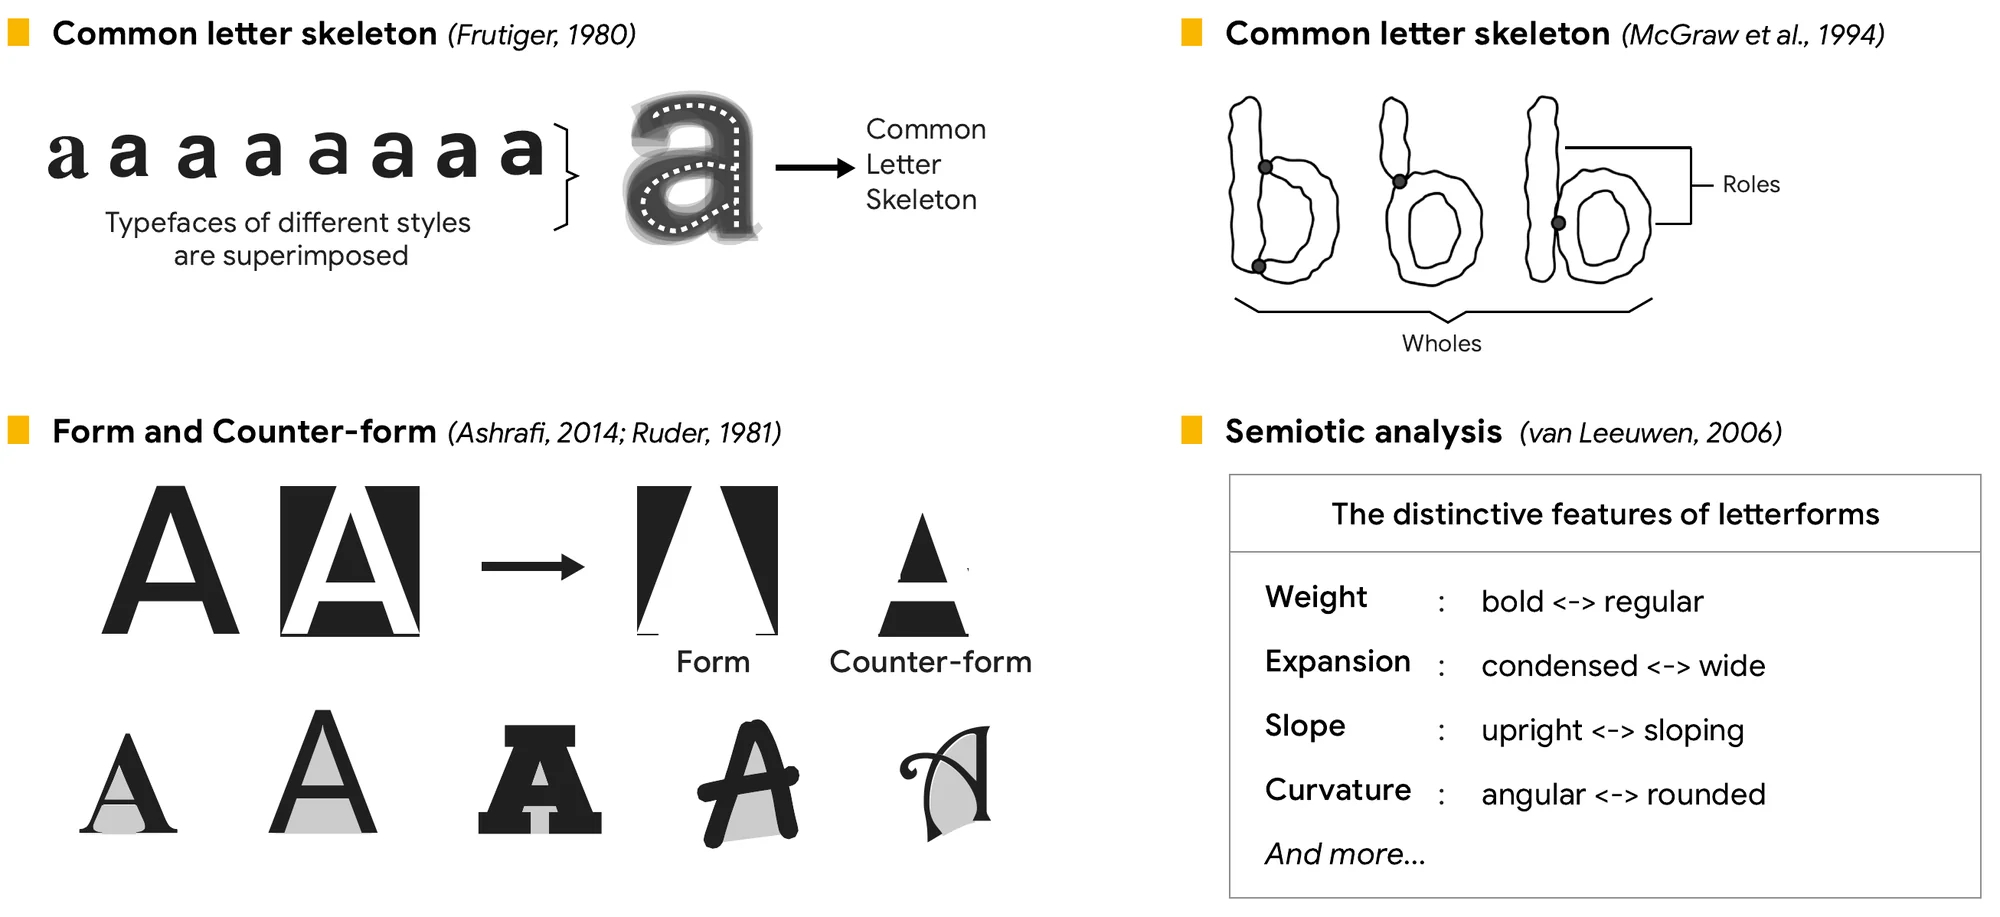 Common letter skeleton (Frutiger, 1980)
a a a a a a a a
a
Typefaces of different styles
are superimposed
Common
Letter
Skeleton
Common letter skeleton (McGraw et al., 1994)
b b b
Roles
Wholes
Form and Counter-form (Ashrafi, 2014; Ruder, 1981)
A A
Form
Counter-form
A A A A A
Semiotic analysis (van Leeuwen, 2006)
The distinctive features of letterforms
Weight : bold <-> regular
Expansion : condensed <-> wide
Slope : upright <-> sloping
Curvature : angular <-> rounded
And more...